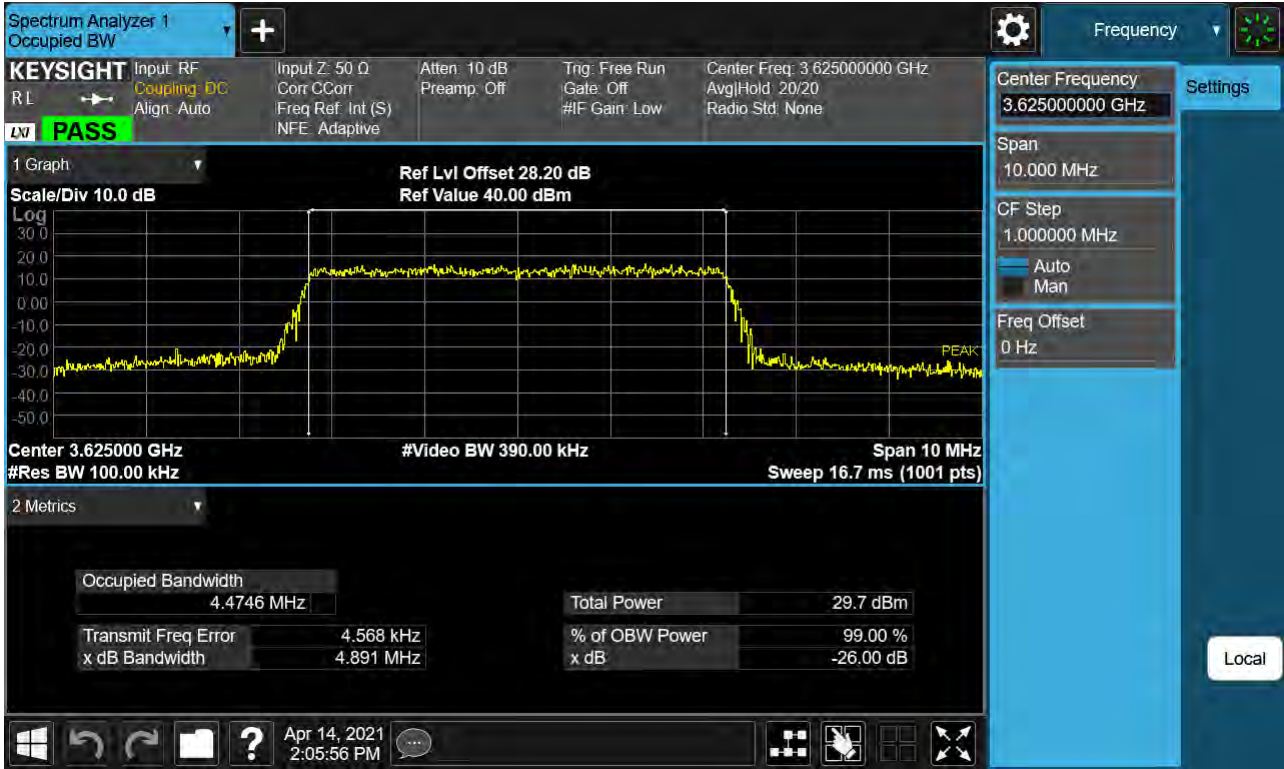 Spectrum Analyzer 1
Occupied BW
Frequency
KEYSIGHT
RL
LXI
PASS
Input: RF
Coupling: DC
Align: Auto
Input Z: 50 Ω
Corr CCorr
Freq Ref: Int (S)
NFE: Adaptive
Atten: 10 dB
Preamp: Off
Trig: Free Run
Gate: Off
#IF Gain: Low
Center Freq: 3.625000000 GHz
Avg|Hold: 20/20
Radio Std: None
Center Frequency
3.625000000 GHz
Settings
Span
10.000 MHz
CF Step
1.000000 MHz
Auto
Man
Freq Offset
0 Hz
Local
1 Graph
Scale/Div 10.0 dB
Ref Lvl Offset 28.20 dB
Ref Value 40.00 dBm
Log
30.0
20.0
10.0
0.00
-10.0
-20.0
-30.0
-40.0
-50.0
PEAK
Center 3.625000 GHz
#Video BW 390.00 kHz
Span 10 MHz
#Res BW 100.00 kHz
Sweep 16.7 ms (1001 pts)
2 Metrics
Occupied Bandwidth
4.4746 MHz
Total Power 29.7 dBm
Transmit Freq Error 4.568 kHz
% of OBW Power 99.00 %
x dB Bandwidth 4.891 MHz
x dB -26.00 dB
?
Apr 14, 2021
2:05:56 PM